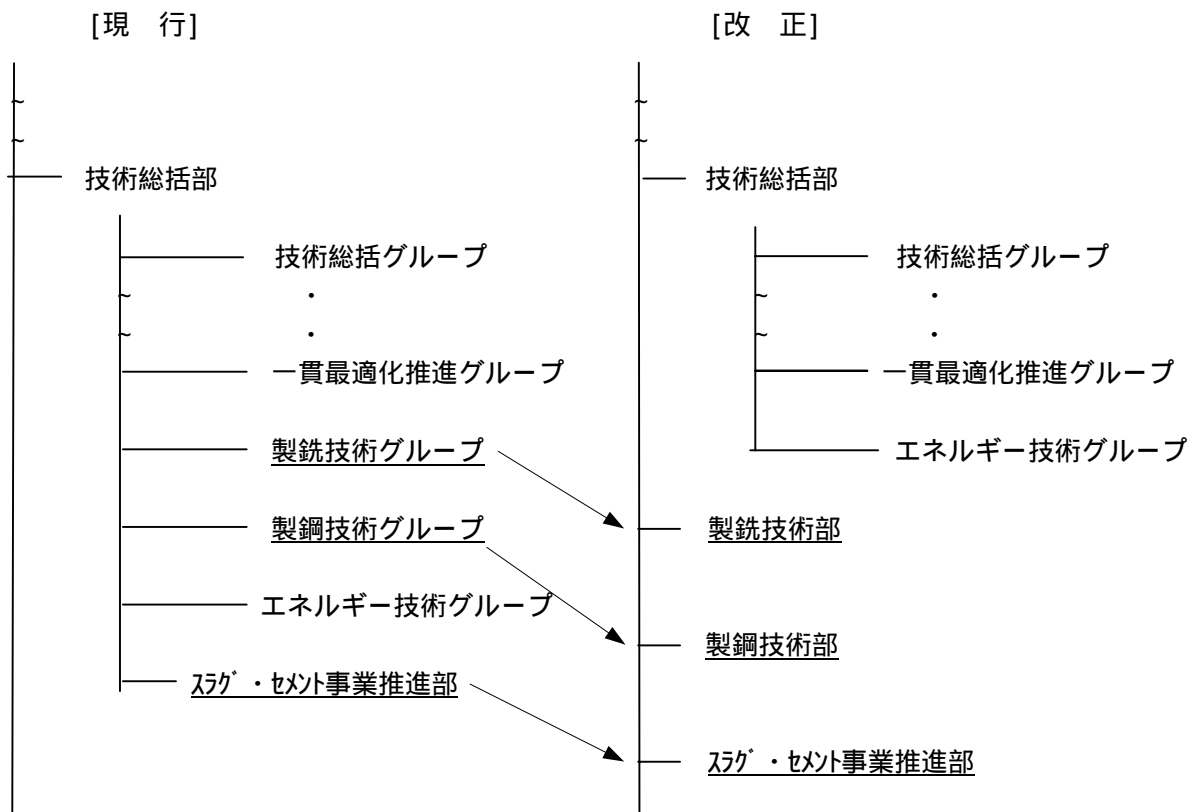 [現　行]
~
~
技術総括部
技術総括グループ
~ ・
~ ・
一貫最適化推進グループ
製銑技術グループ
製鋼技術グループ
エネルギー技術グループ
ｽﾗｸﾞ・ｾﾒﾝﾄ事業推進部
[改　正]
~
~
技術総括部
技術総括グループ
~ ・
~ ・
一貫最適化推進グループ
エネルギー技術グループ
製銑技術部
製鋼技術部
ｽﾗｸﾞ・ｾﾒﾝﾄ事業推進部